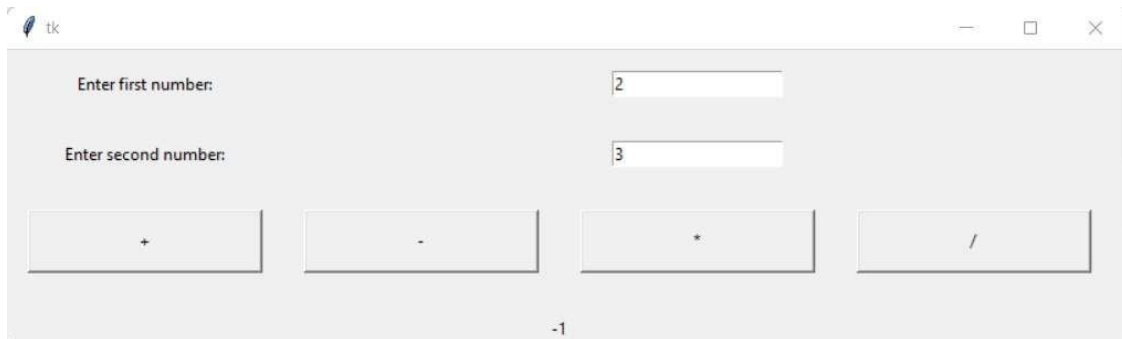 tk
Enter first number: 2
Enter second number: 3
+ - * /
-1